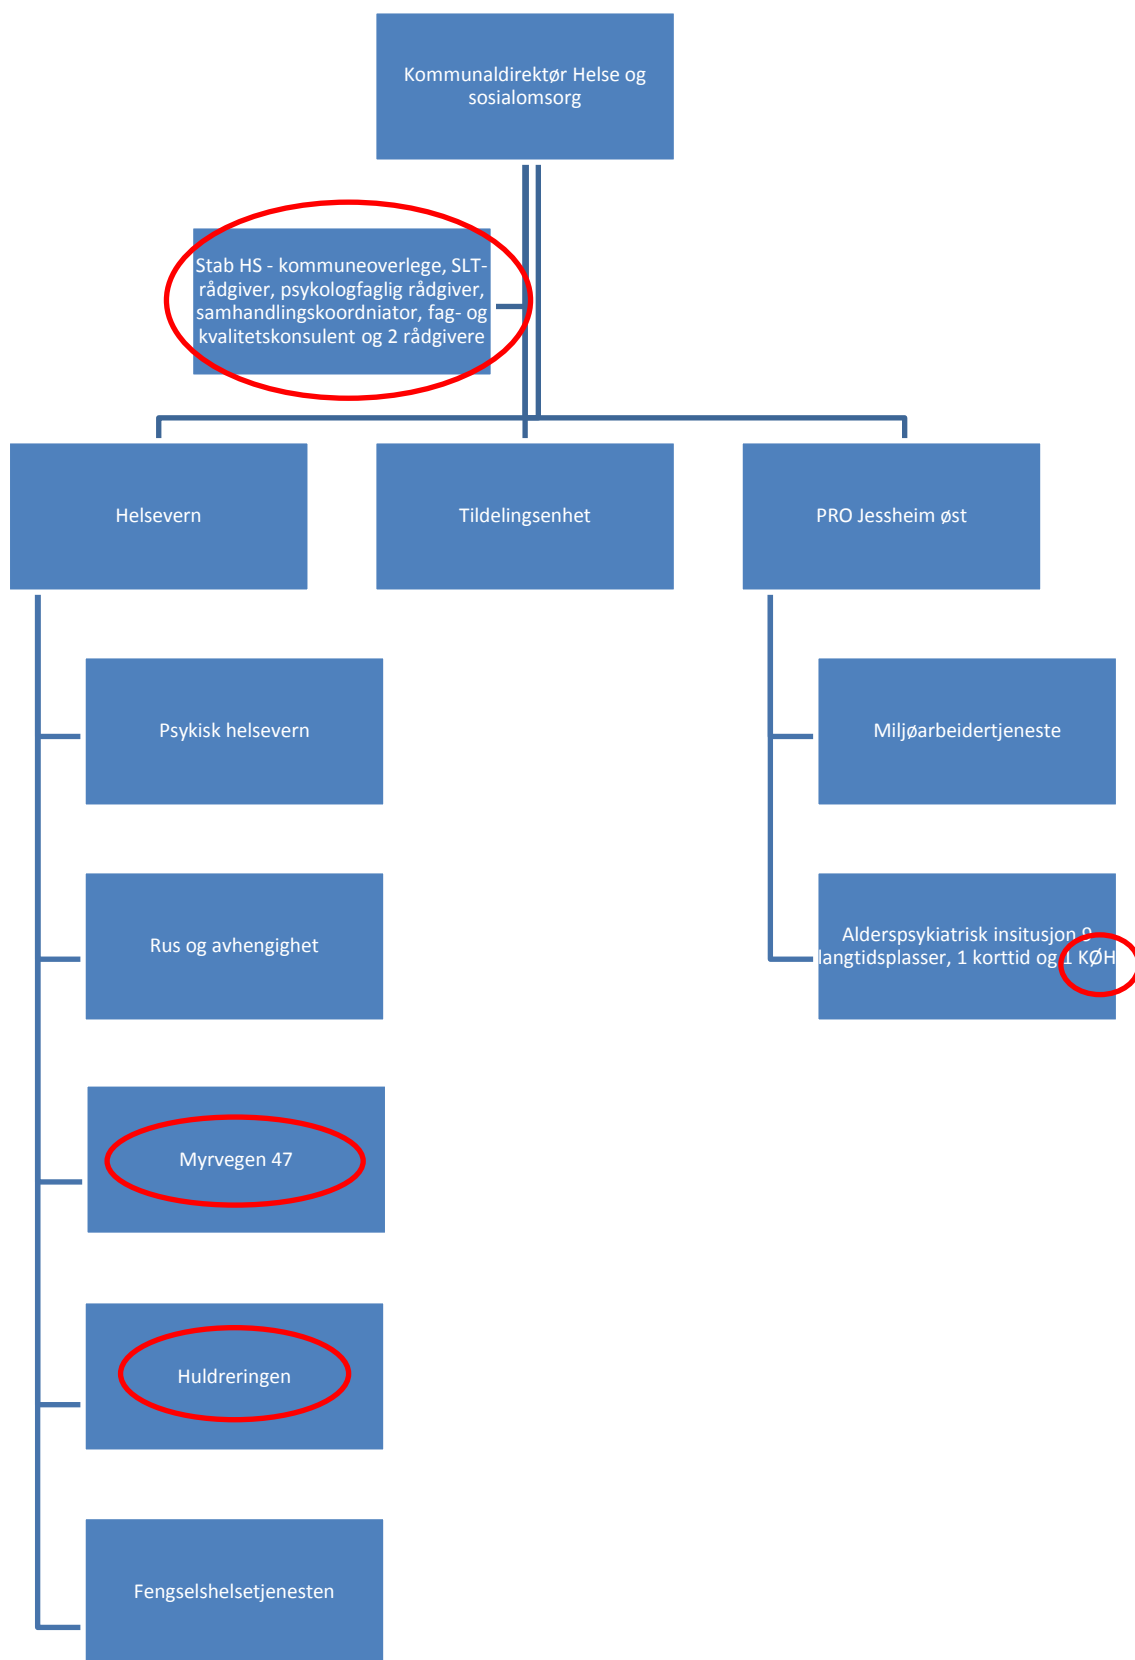 Kommunaldirektør Helse og
sosialomsorg
Stab HS - kommuneoverlege, SLT-
rådgiver, psykologfaglig rådgiver,
samhandlingskoordniator, fag- og
kvalitetskonsulent og 2 rådgivere
Helsevern
Tildelingsenhet
PRO Jessheim øst
Psykisk helsevern
Miljøarbeidertjeneste
Rus og avhengighet
Alderspsykiatrisk insitusjon 9
langtidsplasser, 1 korttid og 1 KØH
Myrvegen 47
Huldreringen
Fengselshelsetjenesten